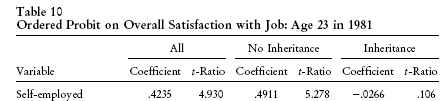 Table 10
Ordered Probit on Overall Satisfaction with Job: Age 23 in 1981
All No Inheritance Inheritance
Variable Coefficient t-Ratio Coefficient t-Ratio Coefficient t-Ratio
Self-employed .4235 4.930 .4911 5.278 −.0266 .106